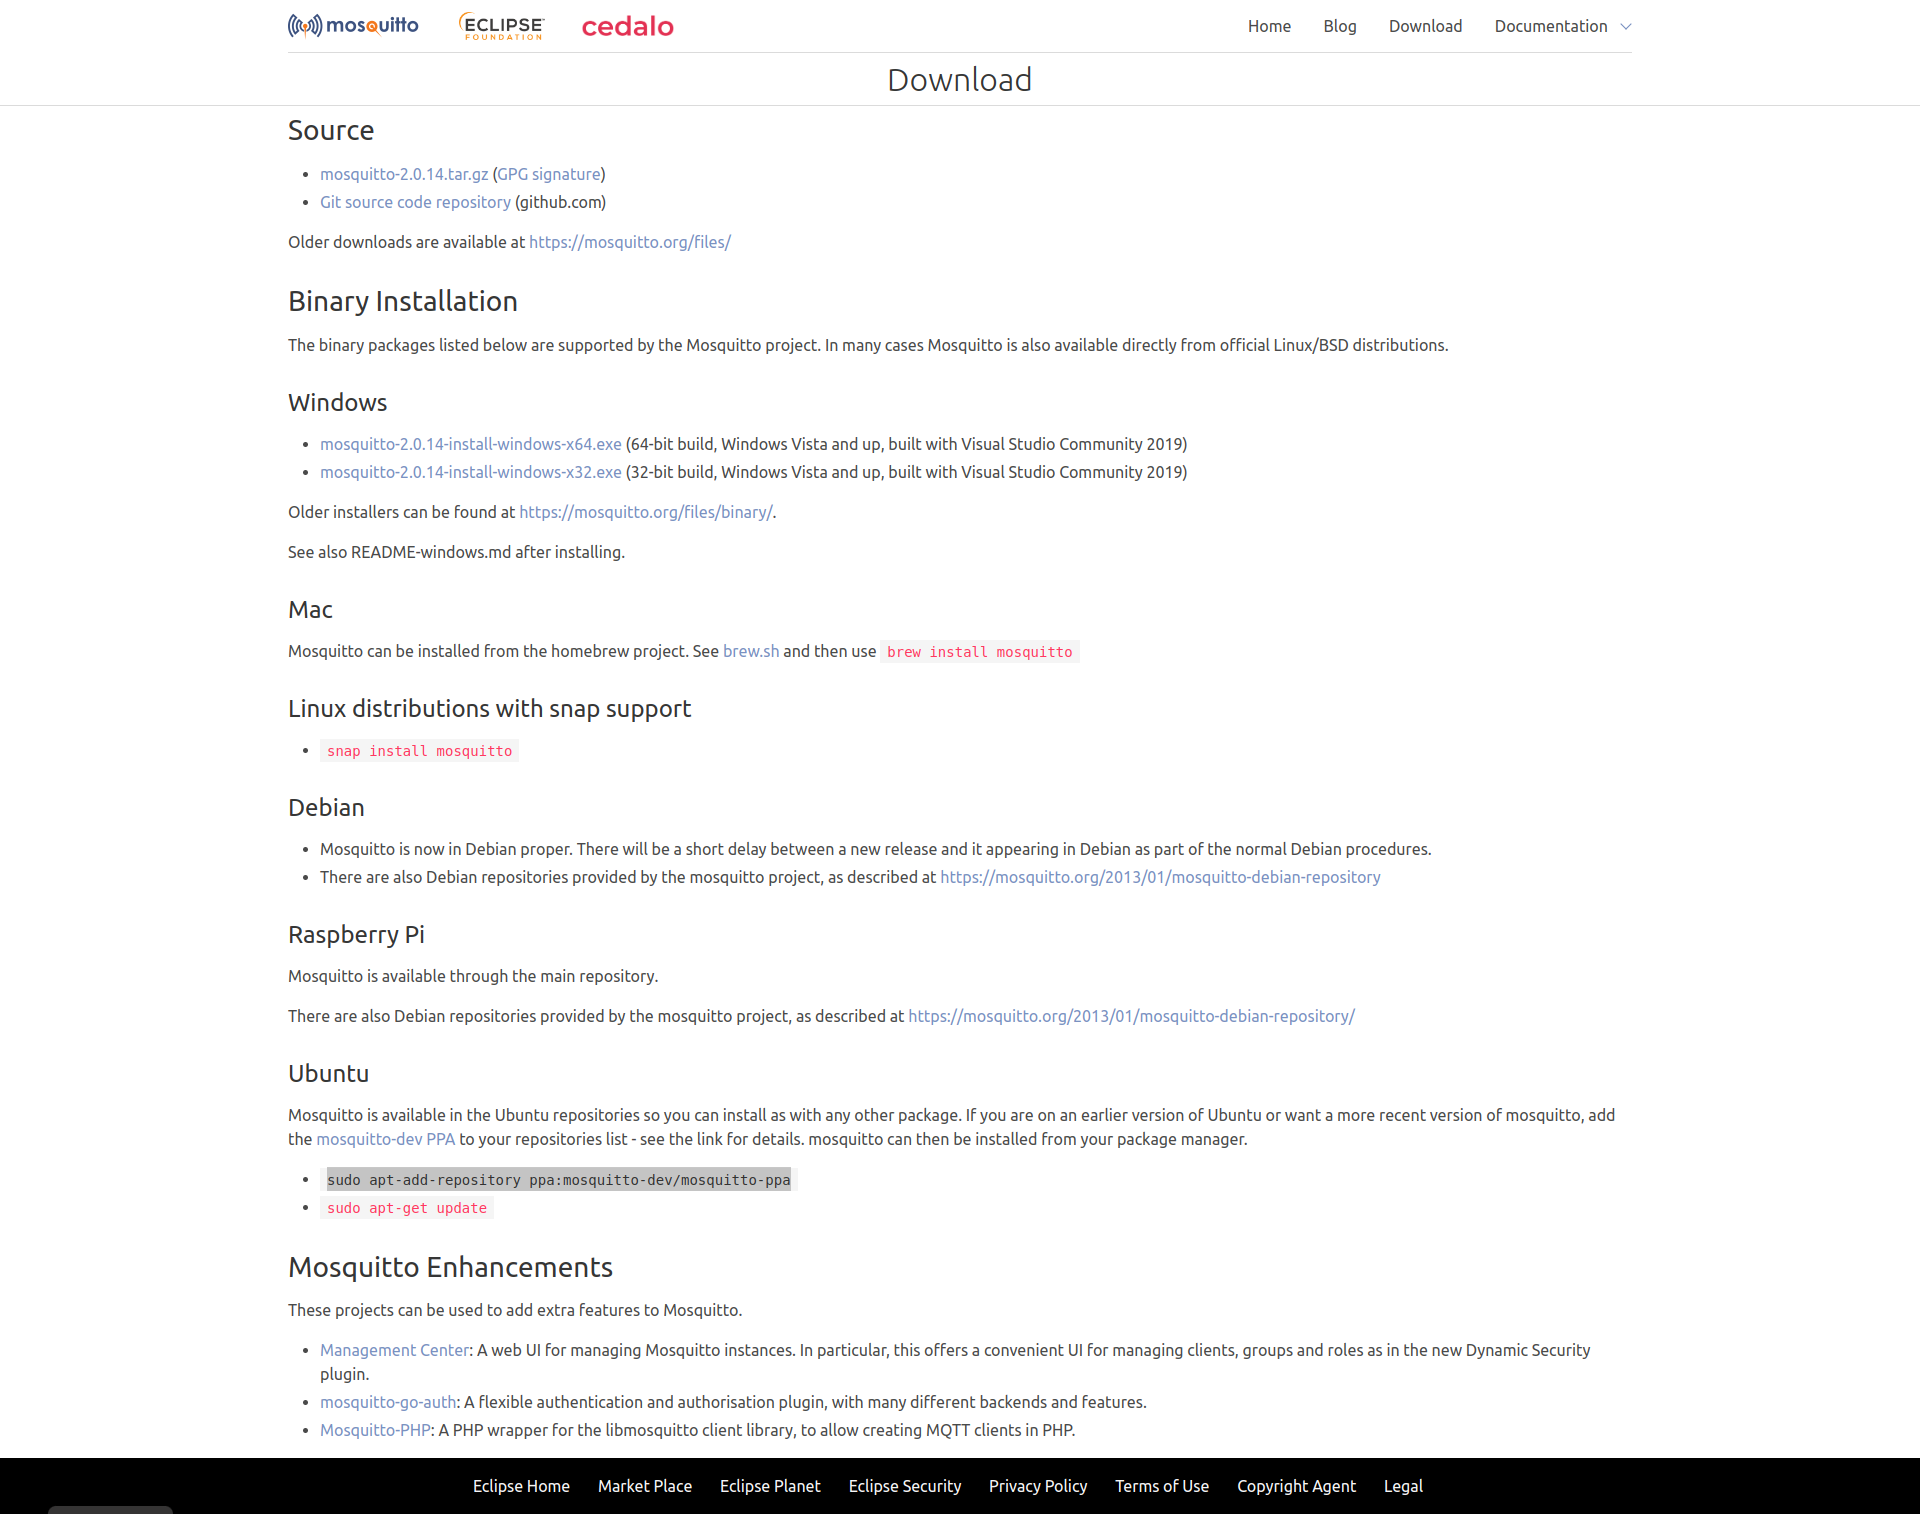 mosquitto ECLIPSE FOUNDATION cedalo Home Blog Download Documentation
Download
Source
mosquitto-2.0.14.tar.gz (GPG signature)
Git source code repository (github.com)
Older downloads are available at https://mosquitto.org/files/
Binary Installation
The binary packages listed below are supported by the Mosquitto project. In many cases Mosquitto is also available directly from official Linux/BSD distributions.
Windows
mosquitto-2.0.14-install-windows-x64.exe (64-bit build, Windows Vista and up, built with Visual Studio Community 2019)
mosquitto-2.0.14-install-windows-x32.exe (32-bit build, Windows Vista and up, built with Visual Studio Community 2019)
Older installers can be found at https://mosquitto.org/files/binary/.
See also README-windows.md after installing.
Mac
Mosquitto can be installed from the homebrew project. See brew.sh and then use brew install mosquitto
Linux distributions with snap support
snap install mosquitto
Debian
Mosquitto is now in Debian proper. There will be a short delay between a new release and it appearing in Debian as part of the normal Debian procedures.
There are also Debian repositories provided by the mosquitto project, as described at https://mosquitto.org/2013/01/mosquitto-debian-repository
Raspberry Pi
Mosquitto is available through the main repository.
There are also Debian repositories provided by the mosquitto project, as described at https://mosquitto.org/2013/01/mosquitto-debian-repository/
Ubuntu
Mosquitto is available in the Ubuntu repositories so you can install as with any other package. If you are on an earlier version of Ubuntu or want a more recent version of mosquitto, add
the mosquitto-dev PPA to your repositories list - see the link for details. mosquitto can then be installed from your package manager.
sudo apt-add-repository ppa:mosquitto-dev/mosquitto-ppa
sudo apt-get update
Mosquitto Enhancements
These projects can be used to add extra features to Mosquitto.
Management Center: A web UI for managing Mosquitto instances. In particular, this offers a convenient UI for managing clients, groups and roles as in the new Dynamic Security
plugin.
mosquitto-go-auth: A flexible authentication and authorisation plugin, with many different backends and features.
Mosquitto-PHP: A PHP wrapper for the libmosquitto client library, to allow creating MQTT clients in PHP.
Eclipse Home Market Place Eclipse Planet Eclipse Security Privacy Policy Terms of Use Copyright Agent Legal